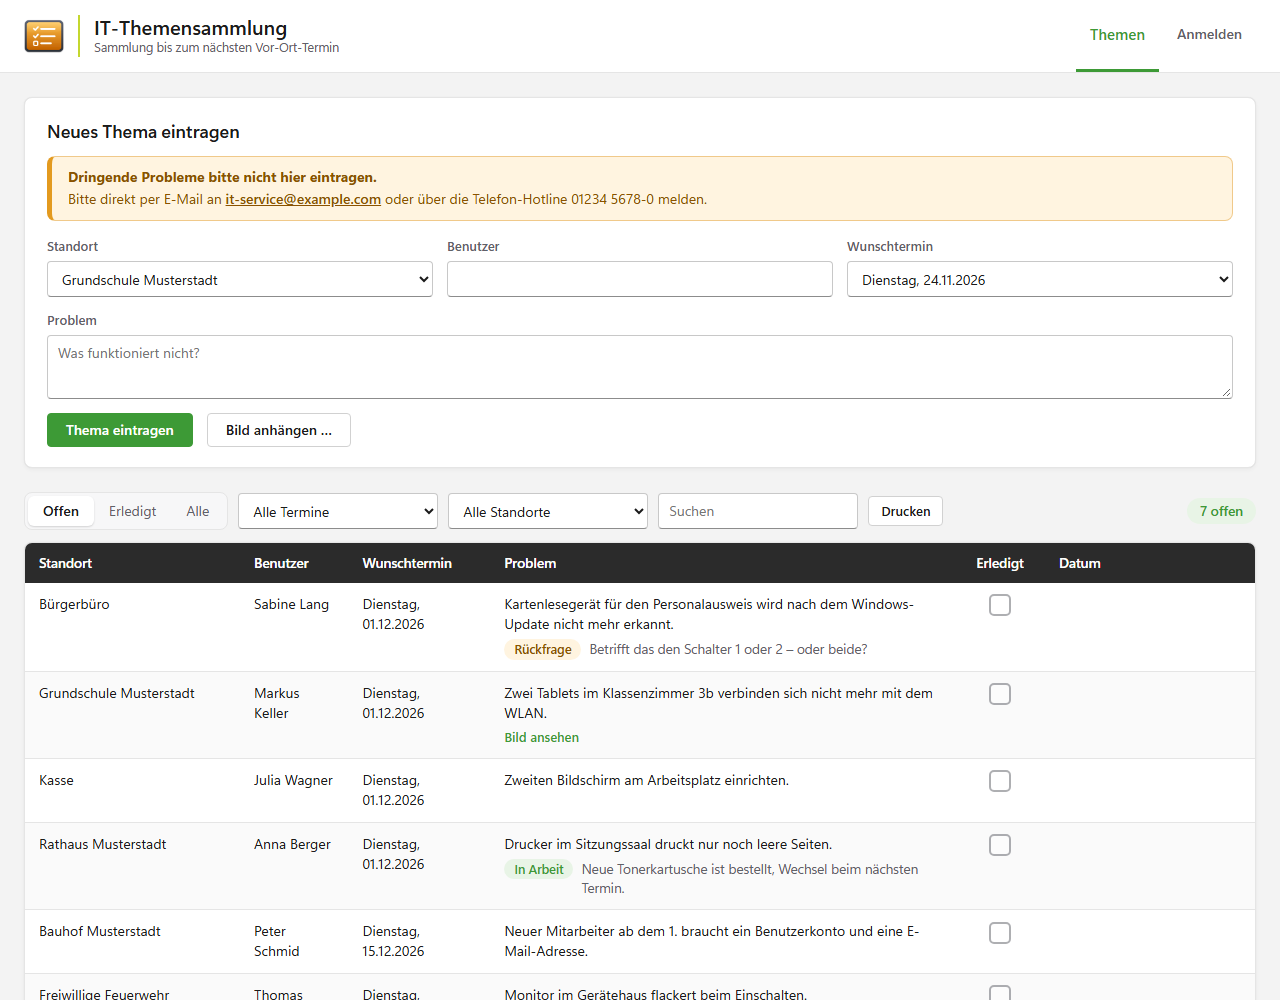 IT-Themensammlung
Sammlung bis zum nächsten Vor-Ort-Termin
Themen
Anmelden
Neues Thema eintragen
Dringende Probleme bitte nicht hier eintragen.
Bitte direkt per E-Mail an it-service@example.com oder über die Telefon-Hotline 01234 5678-0 melden.
Standort
Benutzer
Wunschtermin
Grundschule Musterstadt
Dienstag, 24.11.2026
Problem
Was funktioniert nicht?
Thema eintragen
Bild anhängen ...
Offen
Erledigt
Alle
Alle Termine
Alle Standorte
Suchen
Drucken
7 offen
Standort
Benutzer
Wunschtermin
Problem
Erledigt
Datum
Bürgerbüro
Sabine Lang
Dienstag,
01.12.2026
Kartenlesegerät für den Personalausweis wird nach dem Windows-
Update nicht mehr erkannt.
Rückfrage
Betrifft das den Schalter 1 oder 2 – oder beide?
Grundschule Musterstadt
Markus
Keller
Dienstag,
01.12.2026
Zwei Tablets im Klassenzimmer 3b verbinden sich nicht mehr mit dem
WLAN.
Bild ansehen
Kasse
Julia Wagner
Dienstag,
01.12.2026
Zweiten Bildschirm am Arbeitsplatz einrichten.
Rathaus Musterstadt
Anna Berger
Dienstag,
01.12.2026
Drucker im Sitzungssaal druckt nur noch leere Seiten.
In Arbeit
Neue Tonerkartusche ist bestellt, Wechsel beim nächsten
Termin.
Bauhof Musterstadt
Peter
Schmid
Dienstag,
15.12.2026
Neuer Mitarbeiter ab dem 1. braucht ein Benutzerkonto und eine E-
Mail-Adresse.
Freiwillige Feuerwehr
Thomas
Dienstag,
Monitor im Gerätehaus flackert beim Einschalten.